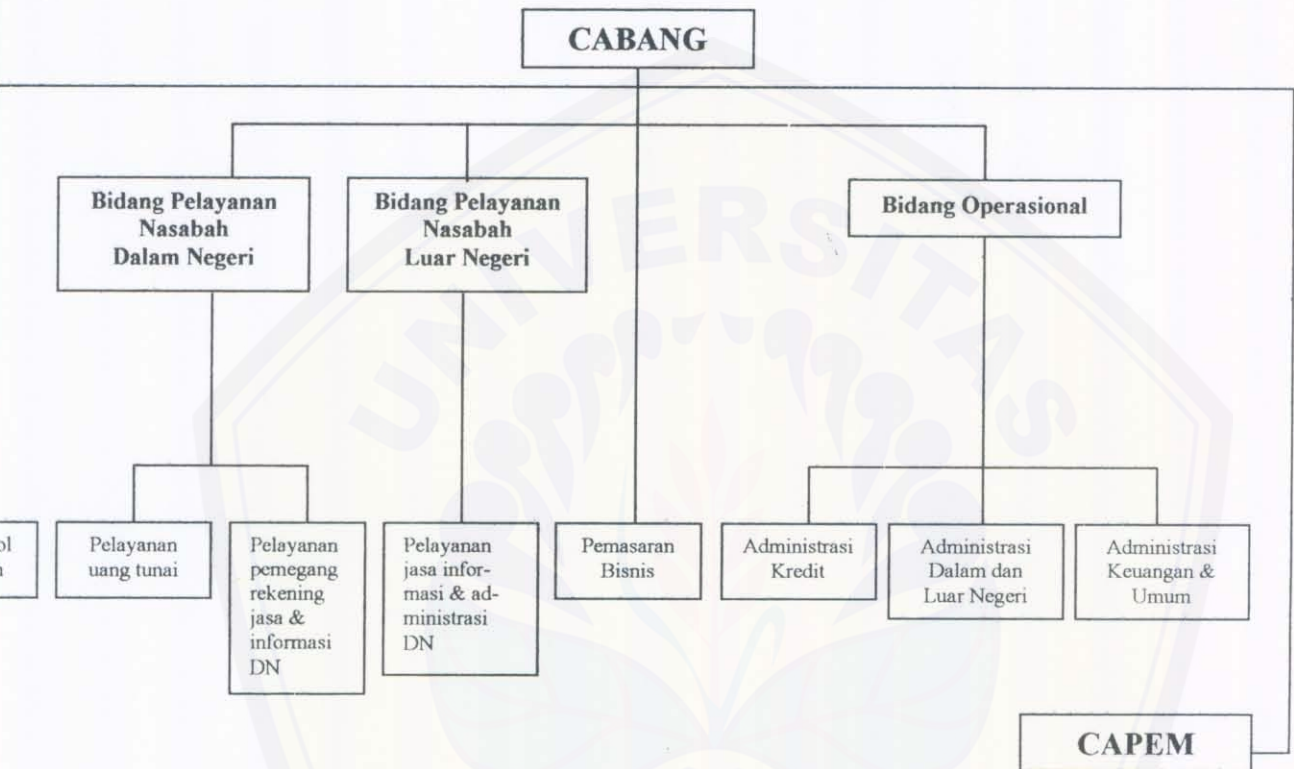 CABANG
Bidang Pelayanan
Nasabah
Dalam Negeri
Bidang Pelayanan
Nasabah
Luar Negeri
Bidang Operasional
ol
n
Pelayanan
uang tunai
Pelayanan
pemegang
rekening
jasa &
informasi
DN
Pelayanan
jasa infor-
masi & ad-
ministrasi
DN
Pemasaran
Bisnis
Administrasi
Kredit
Administrasi
Dalam dan
Luar Negeri
Administrasi
Keuangan &
Umum
CAPEM
UNIVERSITAS